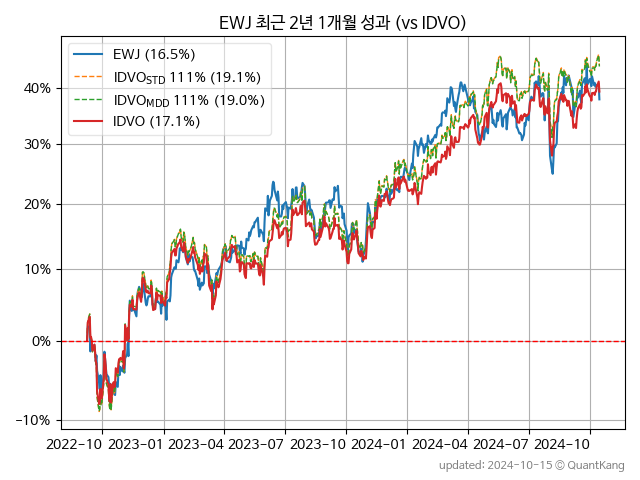 EWJ 최근 2년 1개월 성과 (vs IDVO)
EWJ (16.5%)
IDVOSTD 111% (19.1%)
IDVOMDD 111% (19.0%)
IDVO (17.1%)
40%
30%
20%
10%
0%
−10%
2022-10 2023-01 2023-04 2023-07 2023-10 2024-01 2024-04 2024-07 2024-10
updated: 2024-10-15 © QuantKang